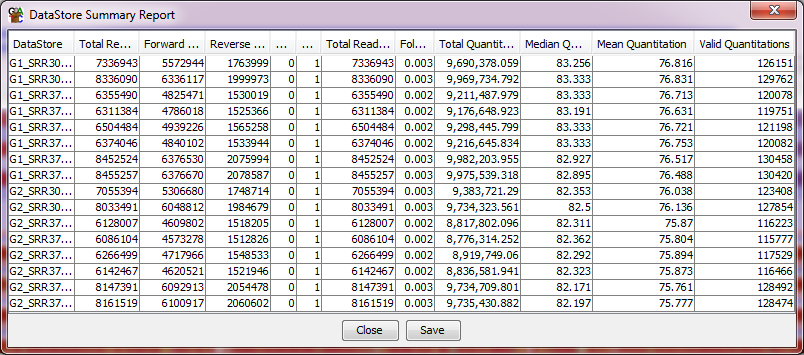 DataStore Summary Report
DataStore Total Re... Forward ... Reverse ... ... ... Total Read... Fol... Total Quantit... Median Q... Mean Quantitation Valid Quantitations
G1_SRR30... 7336943 5572944 1763999 0 1 7336943 0.003 9,690,378.059 83.256 76.816 126151
G1_SRR30... 8336090 6336117 1999973 0 1 8336090 0.003 9,969,734.792 83.333 76.831 129762
G1_SRR37... 6355490 4825471 1530019 0 1 6355490 0.002 9,211,487.979 83.333 76.713 120078
G1_SRR37... 6311384 4786018 1525366 0 1 6311384 0.002 9,176,648.923 83.191 76.631 119751
G1_SRR37... 6504484 4939226 1565258 0 1 6504484 0.002 9,298,445.799 83.333 76.721 121198
G1_SRR37... 6374046 4840102 1533944 0 1 6374046 0.002 9,216,645.834 83.333 76.753 120082
G1_SRR37... 8452524 6376530 2075994 0 1 8452524 0.003 9,982,203.955 82.927 76.517 130458
G1_SRR37... 8455257 6376670 2078587 0 1 8455257 0.003 9,975,539.318 82.895 76.488 130420
G2_SRR30... 7055394 5306680 1748714 0 1 7055394 0.003 9,383,721.29 82.353 76.038 123408
G2_SRR30... 8033491 6048812 1984679 0 1 8033491 0.003 9,734,323.561 82.5 76.136 127854
G2_SRR37... 6128007 4609802 1518205 0 1 6128007 0.002 8,817,802.096 82.311 75.87 116223
G2_SRR37... 6086104 4573278 1512826 0 1 6086104 0.002 8,776,314.252 82.362 75.804 115777
G2_SRR37... 6266499 4717966 1548533 0 1 6266499 0.002 8,919,749.06 82.292 75.894 117529
G2_SRR37... 6142467 4620521 1521946 0 1 6142467 0.002 8,836,581.941 82.323 75.873 116466
G2_SRR37... 8147391 6092913 2054478 0 1 8147391 0.003 9,734,709.801 82.171 75.761 128492
G2_SRR37... 8161519 6100917 2060602 0 1 8161519 0.003 9,735,430.882 82.197 75.777 128474
Close Save